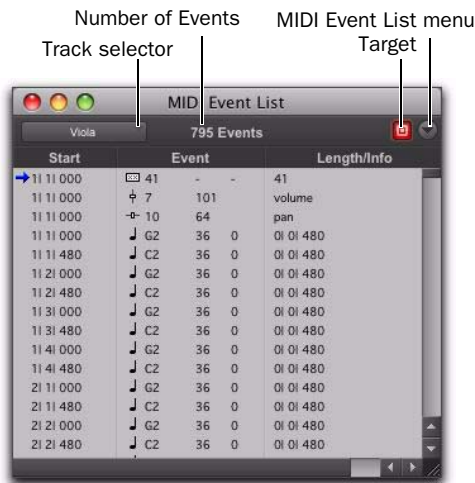 Number of Events
MIDI Event List menu
Track selector
Target
MIDI Event List
Viola
795 Events
Start Event Length/Info
1| 1| 000 41 - - 41
1| 1| 000 7 101 volume
1| 1| 000 10 64 pan
1| 1| 000 G2 36 0 0| 0| 480
1| 1| 480 C2 36 0 0| 0| 480
1| 2| 000 G2 36 0 0| 0| 480
1| 2| 480 C2 36 0 0| 0| 480
1| 3| 000 G2 36 0 0| 0| 480
1| 3| 480 C2 36 0 0| 0| 480
1| 4| 000 G2 36 0 0| 0| 480
1| 4| 480 C2 36 0 0| 0| 480
2| 1| 000 G2 36 0 0| 0| 480
2| 1| 480 C2 36 0 0| 0| 480
2| 2| 000 G2 36 0 0| 0| 480
2| 2| 480 C2 36 0 0| 0| 480